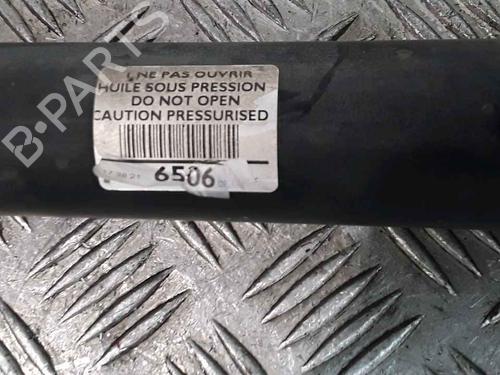 B-PARTS
NE PAS OUVRIR
HUILE SOUS PRESSION
DO NOT OPEN
CAUTION PRESSURISED
6506